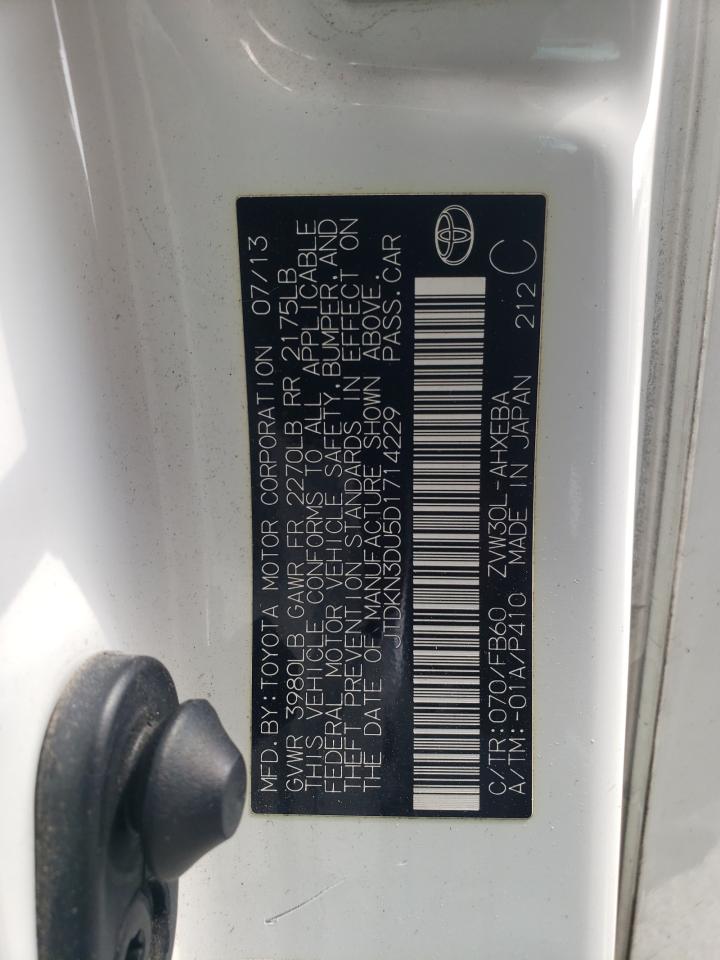 MFD.BY:TOYOTA MOTOR CORPORATION 07/13
GVWR 3980LB GAWR FR 2270LB RR 2175LB
THIS VEHICLE CONFORMS TO ALL APPLICABLE
FEDERAL MOTOR VEHICLE SAFETY,BUMPER,AND
THEFT PREVENTION STANDARDS IN EFFECT ON
THE DATE OF MANUFACTURE SHOWN ABOVE.
JTDKN3DU5D1714229 PASS.CAR
C/TR:070/FB60 ZVW30L-AHXEBA
A/TM:-01A/P410 MADE IN JAPAN 212 C